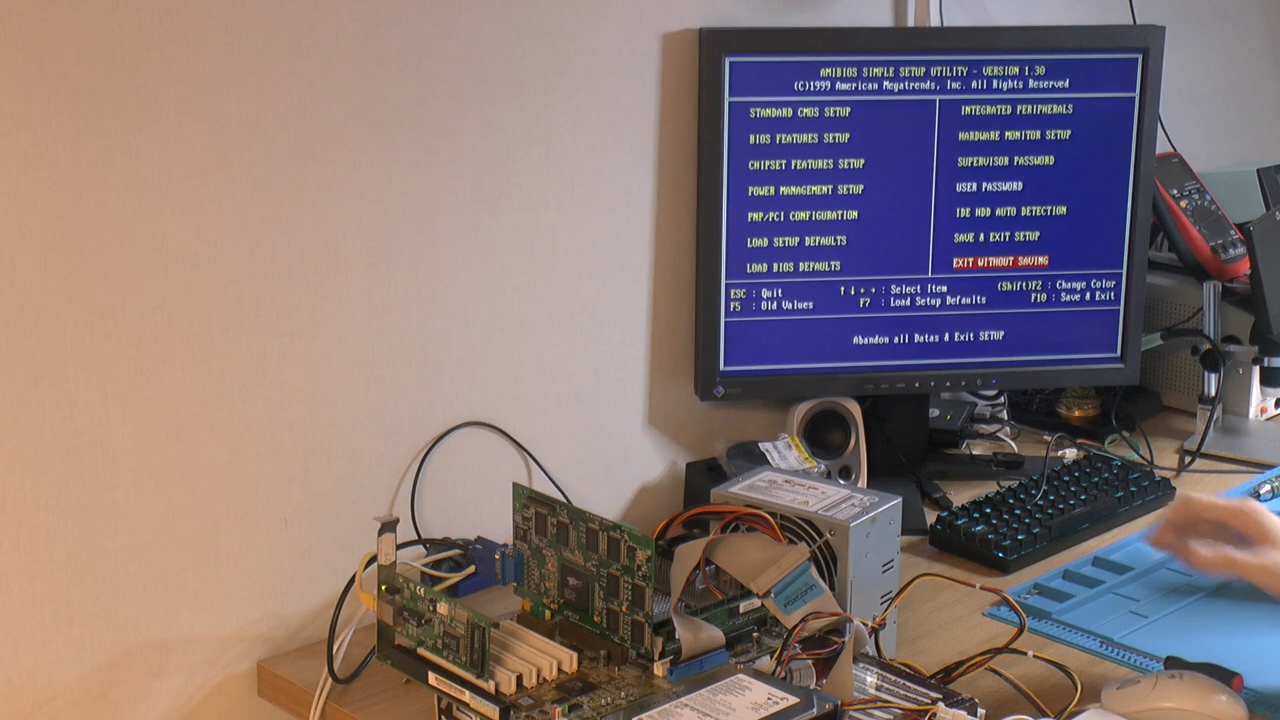 AMIBIOS SIMPLE SETUP UTILITY - VERSION 1.30
(C)1999 American Megatrends, Inc. All Rights Reserved
STANDARD CMOS SETUP
BIOS FEATURES SETUP
CHIPSET FEATURES SETUP
POWER MANAGEMENT SETUP
PNP/PCI CONFIGURATION
LOAD SETUP DEFAULTS
LOAD BIOS DEFAULTS
INTEGRATED PERIPHERALS
HARDWARE MONITOR SETUP
SUPERVISOR PASSWORD
USER PASSWORD
IDE HDD AUTO DETECTION
SAVE & EXIT SETUP
EXIT WITHOUT SAVING
ESC : Quit ↑ ↓ ← → : Select Item (Shift)F2 : Change Color
F5 : Old Values F7 : Load Setup Defaults F10 : Save & Exit
Abandon all Datas & Exit SETUP
FOXCONN